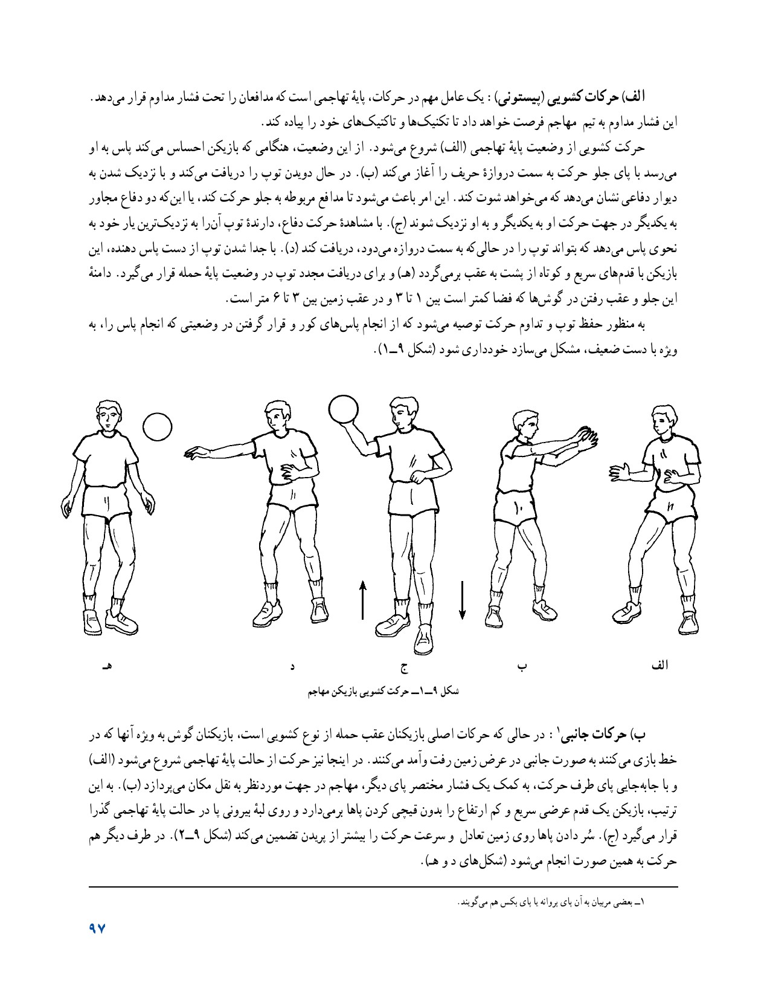 الف) حرکات کشویی (پیستونی) : یک عامل مهم در حرکات، پایهٔ تهاجمی است که مدافعان را تحت فشار مداوم قرار می‌دهد.
این فشار مداوم به تیم مهاجم فرصت خواهد داد تا تکنیک‌ها و تاکتیک‌های خود را پیاده کند.
حرکت کشویی از وضعیت پایهٔ تهاجمی (الف) شروع می‌شود. از این وضعیت، هنگامی که بازیکن احساس می‌کند پاس به او
می‌رسد با پای جلو حرکت به سمت دروازهٔ حریف را آغاز می‌کند (ب). در حال دویدن توپ را دریافت می‌کند و با نزدیک شدن به
دیوار دفاعی نشان می‌دهد که می‌خواهد شوت کند. این امر باعث می‌شود تا مدافع مربوطه به جلو حرکت کند، یا این‌که دو دفاع مجاور
به یکدیگر در جهت حرکت او به یکدیگر و به او نزدیک شوند (ج). با مشاهدهٔ حرکت دفاع، دارندهٔ توپ آن‌را به نزدیک‌ترین یار خود به
نحوی پاس می‌دهد که بتواند توپ را در حالی‌که به سمت دروازه می‌دود، دریافت کند (د). با جدا شدن توپ از دست پاس دهنده، این
بازیکن با قدم‌های سریع و کوتاه از پشت به عقب برمی‌گردد (هـ) و برای دریافت مجدد توپ در وضعیت پایهٔ حمله قرار می‌گیرد. دامنهٔ
این جلو و عقب رفتن در گوش‌ها که فضا کمتر است بین ۱ تا ۳ و در عقب زمین بین ۳ تا ۶ متر است.
به منظور حفظ توپ و تداوم حرکت توصیه می‌شود که از انجام پاس‌های کور و قرار گرفتن در وضعیتی که انجام پاس را، به
ویژه با دست ضعیف، مشکل می‌سازد خودداری شود (شکل ۹ــ۱).
الف ب ج د هـ
شکل ۹ــ۱ــ حرکت کشویی بازیکن مهاجم
ب) حرکات جانبی۱ : در حالی که حرکات اصلی بازیکنان عقب حمله از نوع کشویی است، بازیکنان گوش به ویژه آنها که در
خط بازی می‌کنند به صورت جانبی در عرض زمین رفت وآمد می‌کنند. در اینجا نیز حرکت از حالت پایهٔ تهاجمی شروع می‌شود (الف)
و با جابه‌جایی پای طرف حرکت، به کمک یک فشار مختصر پای دیگر، مهاجم در جهت موردنظر به نقل مکان می‌پردازد (ب). به این
ترتیب، بازیکن یک قدم عرضی سریع و کم ارتفاع را بدون قیچی کردن پاها برمی‌دارد و روی لبهٔ بیرونی پا در حالت پایهٔ تهاجمی گذرا
قرار می‌گیرد (ج). سُر دادن پاها روی زمین تعادل و سرعت حرکت را بیشتر از پریدن تضمین می‌کند (شکل ۹ــ۲). در طرف دیگر هم
حرکت به همین صورت انجام می‌شود (شکل‌های د و هـ).
۱ــ بعضی مربیان به آن پای پروانه یا پای بکس هم می‌گویند.
۹۷